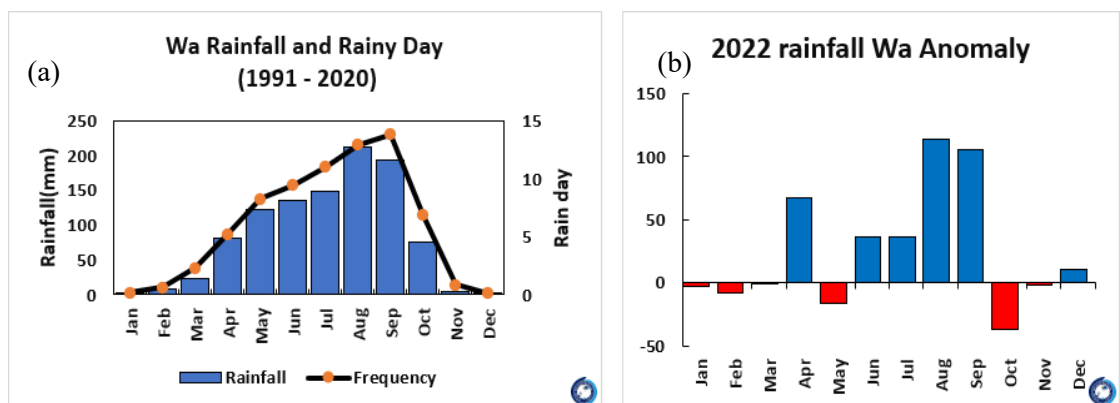 (a)
Wa Rainfall and Rainy Day
(1991 - 2020)
Rainfall(mm)
250
200
150
100
50
0
Rain day
15
10
5
0
Jan Feb Mar Apr May Jun Jul Aug Sep Oct Nov Dec
Rainfall Frequency
(b)
2022 rainfall Wa Anomaly
150
100
50
0
-50
Jan Feb Mar Apr May Jun Jul Aug Sep Oct Nov Dec